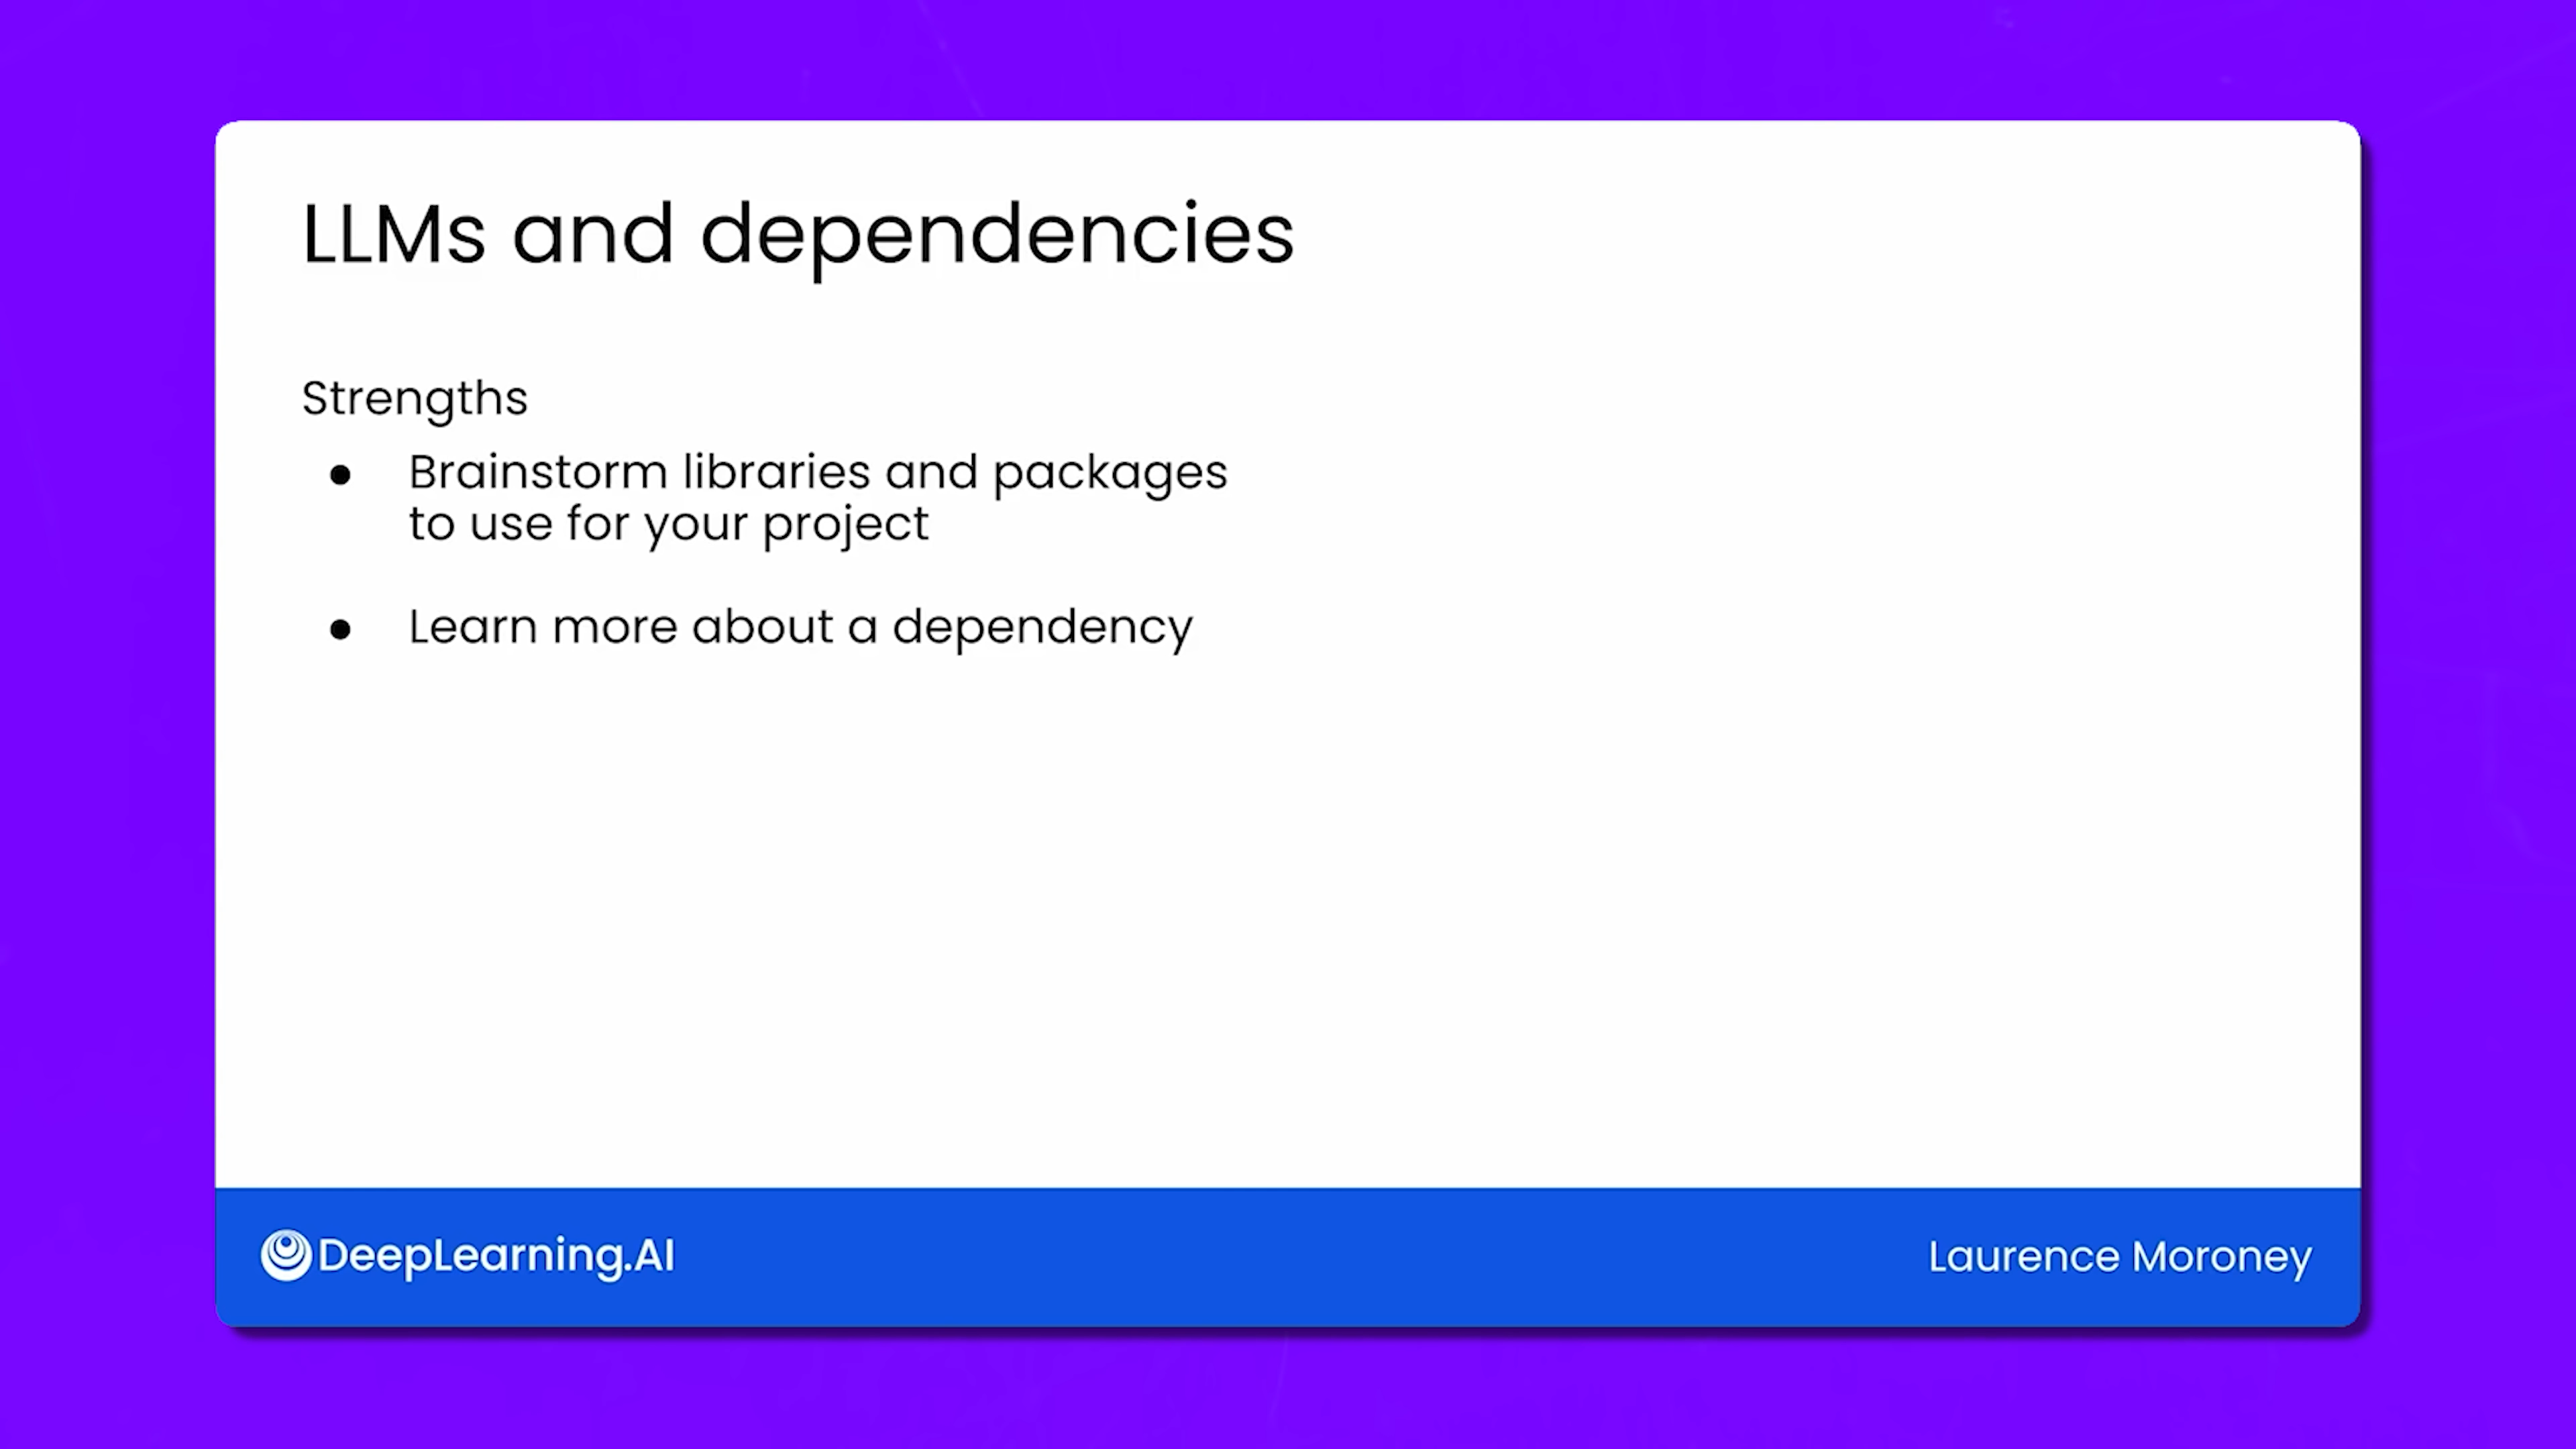 LLMs and dependencies
Strengths
● Brainstorm libraries and packages
to use for your project
● Learn more about a dependency
DeepLearning.AI
Laurence Moroney